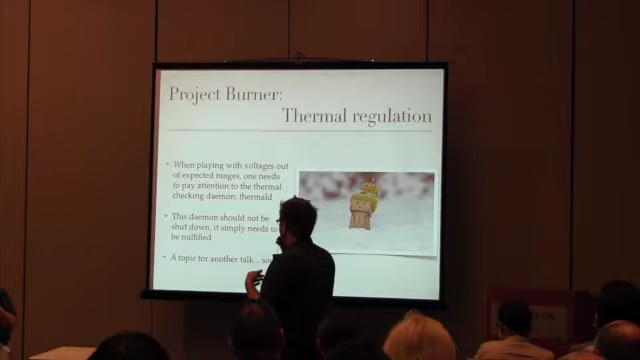 Project Burner:
Thermal regulation
When playing with voltages out
of expected ranges, one needs
to pay attention to the thermal
checking daemon: thermald
This daemon should not be
shut down, it simply needs to
be nullified
A topic for another talk...